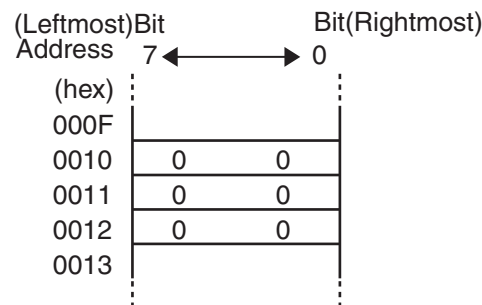 (Leftmost)Bit Bit(Rightmost)
Address 7 0
(hex)
000F
0010 0 0
0011 0 0
0012 0 0
0013